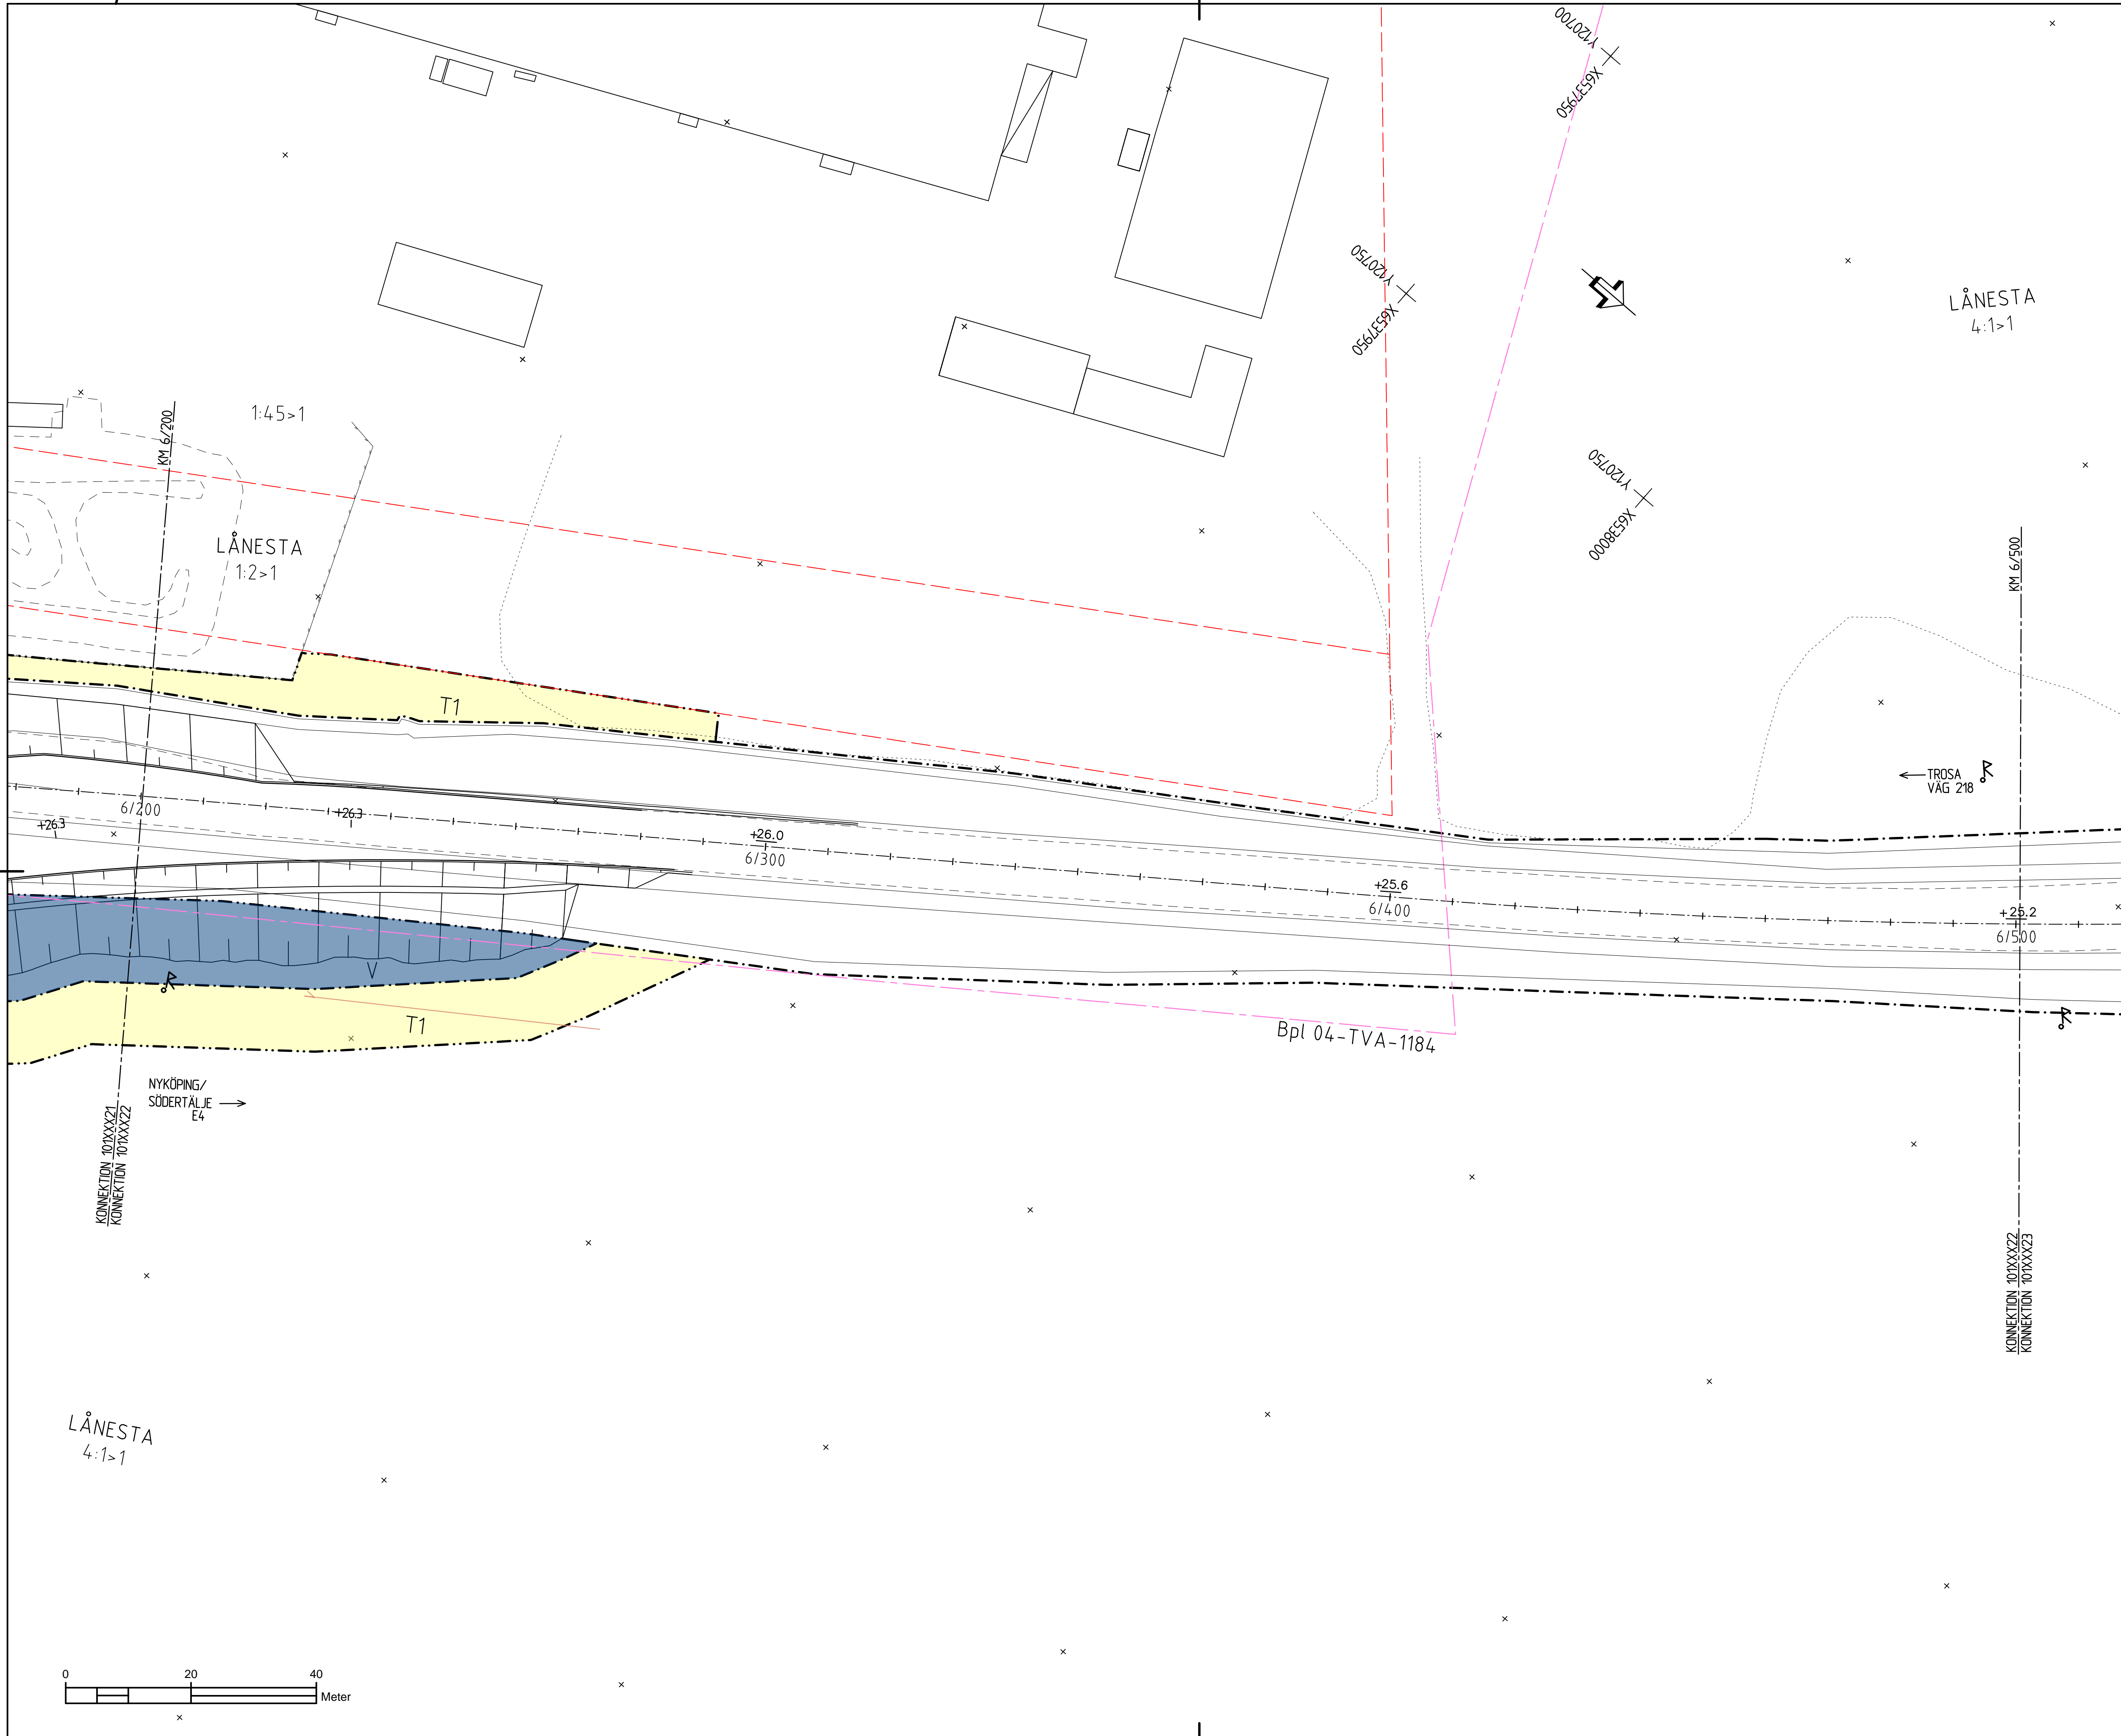 Y120700
X6537950
Y120750
X6537950
LÅNESTA
4:1>1
KM 6/200
1:45>1
Y120750
X6538000
LÅNESTA
1:2>1
KM 6/500
T1
TROSA
VÄG 218
6/200
+26.3
+26.3
+26.0
6/300
+25.6
6/400
+25.2
6/500
V
T1
Bpl 04-TVA-1184
NYKÖPING/
SÖDERTÄLJE
E4
KONNEKTION 101XXX21
KONNEKTION 101XXX22
KONNEKTION 101XXX22
KONNEKTION 101XXX23
LÅNESTA
4:1>1
0 20 40
Meter